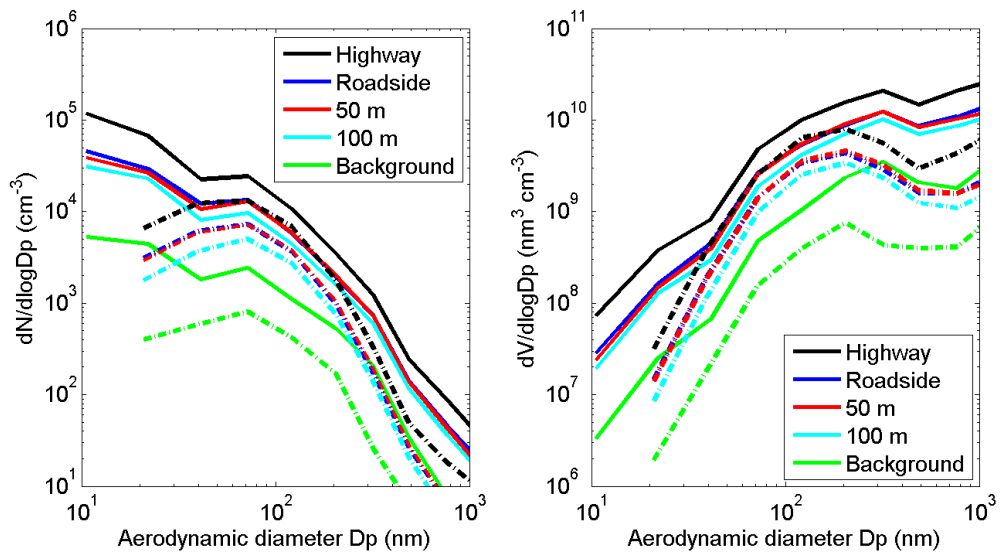 10^6
10^5
10^4
10^3
10^2
10^1
dN/dlogDp (cm^-3)
Highway
Roadside
50 m
100 m
Background
10^1
10^2
10^3
Aerodynamic diameter Dp (nm)
10^11
10^10
10^9
10^8
10^7
10^6
dV/dlogDp (nm^3 cm^-3)
Highway
Roadside
50 m
100 m
Background
10^1
10^2
10^3
Aerodynamic diameter Dp (nm)